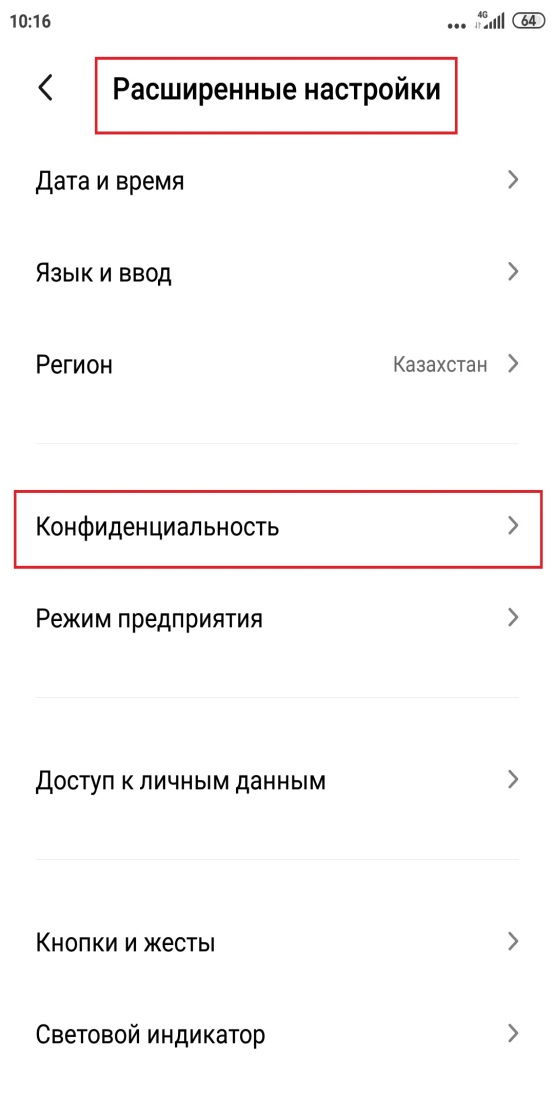 10:16
4G
64
Расширенные настройки
Дата и время
Язык и ввод
Регион Казахстан
Конфиденциальность
Режим предприятия
Доступ к личным данным
Кнопки и жесты
Световой индикатор